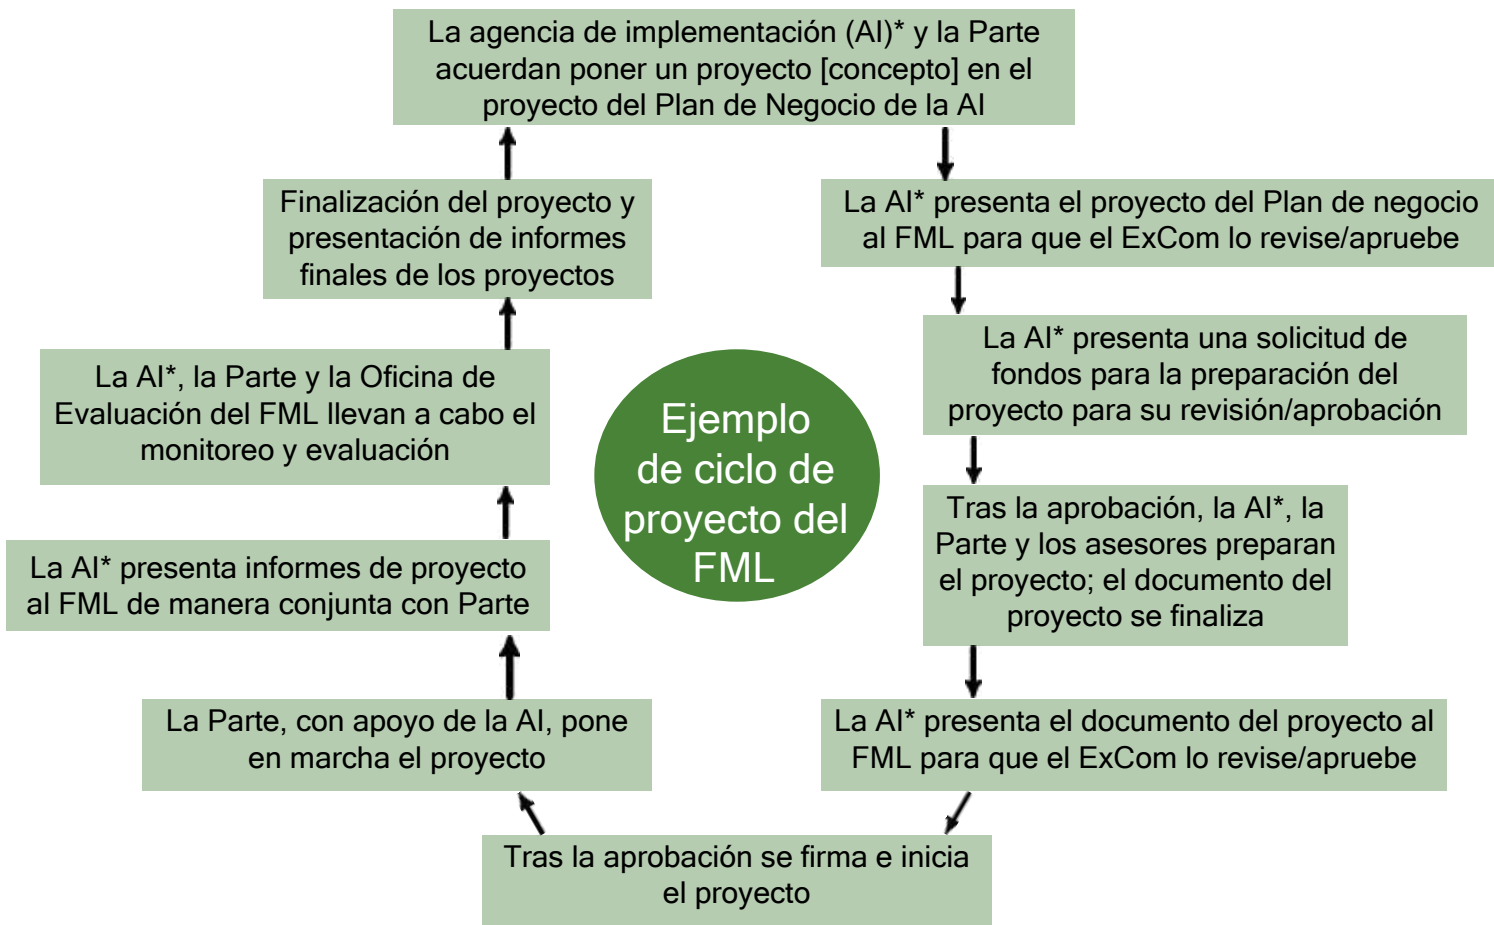 La agencia de implementación (AI)* y la Parte
acuerdan poner un proyecto [concepto] en el
proyecto del Plan de Negocio de la AI
La AI* presenta el proyecto del Plan de negocio
al FML para que el ExCom lo revise/apruebe
La AI* presenta una solicitud de
fondos para la preparación del
proyecto para su revisión/aprobación
Tras la aprobación, la AI*, la
Parte y los asesores preparan
el proyecto; el documento del
proyecto se finaliza
La AI* presenta el documento del proyecto al
FML para que el ExCom lo revise/apruebe
Tras la aprobación se firma e inicia
el proyecto
La Parte, con apoyo de la AI, pone
en marcha el proyecto
La AI* presenta informes de proyecto
al FML de manera conjunta con Parte
La AI*, la Parte y la Oficina de
Evaluación del FML llevan a cabo el
monitoreo y evaluación
Finalización del proyecto y
presentación de informes
finales de los proyectos
Ejemplo
de ciclo de
proyecto del
FML